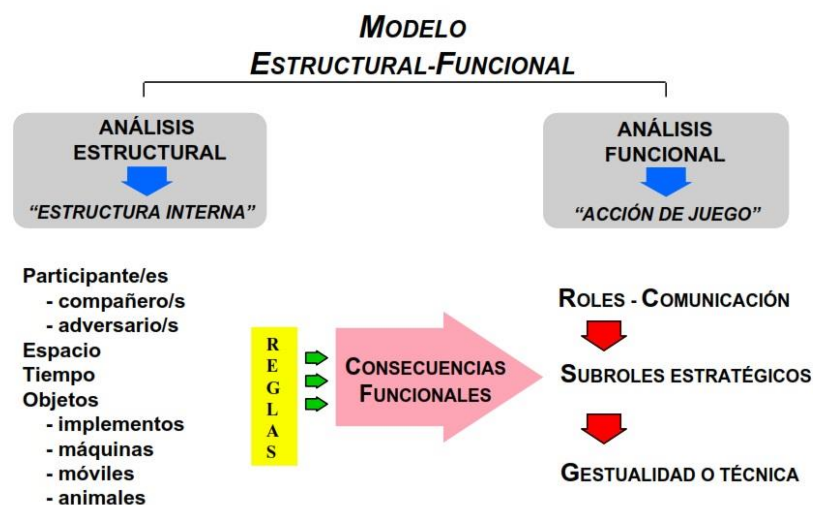 MODELO
ESTRUCTURAL-FUNCIONAL
ANÁLISIS
ESTRUCTURAL
“ESTRUCTURA INTERNA”
ANÁLISIS
FUNCIONAL
“ACCIÓN DE JUEGO”
Participante/es
- compañero/s
- adversario/s
Espacio
Tiempo
Objetos
- implementos
- máquinas
- móviles
- animales
REGLAS
CONSECUENCIAS
FUNCIONALES
ROLES - COMUNICACIÓN
SUBROLES ESTRATÉGICOS
GESTUALIDAD O TÉCNICA